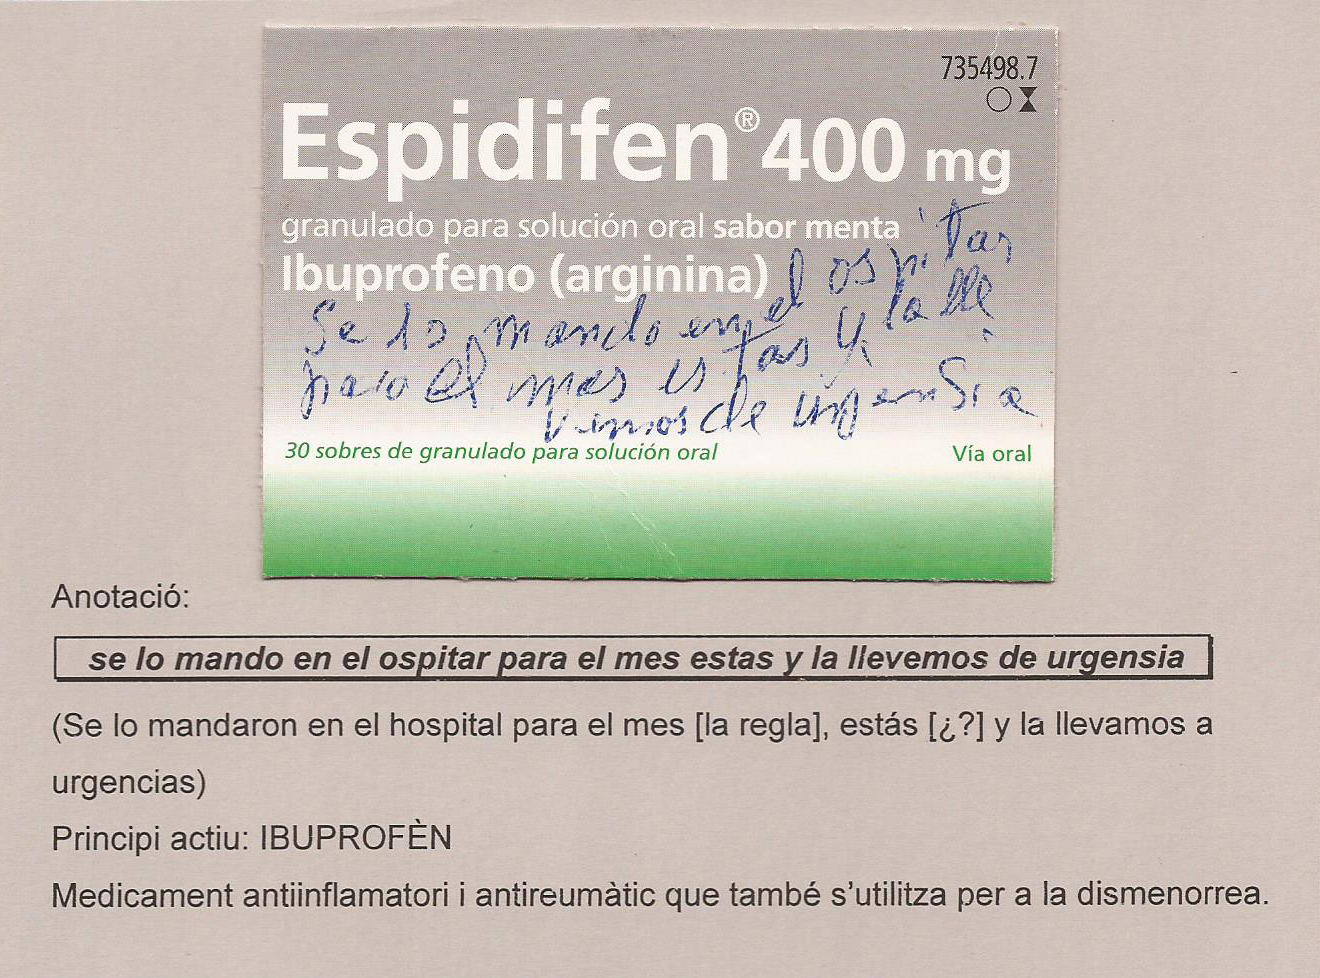 735498.7
Espidifen® 400 mg
granulado para solución oral sabor menta
Ibuprofeno (arginina)
Se lo mando en el ospitar
para el mes estas y la lle
vemos de urgensia
30 sobres de granulado para solución oral
Vía oral
Anotació:
se lo mando en el ospitar para el mes estas y la llevemos de urgensia
(Se lo mandaron en el hospital para el mes [la regla], estás [¿?] y la llevamos a
urgencias)
Principi actiu: IBUPROFÈN
Medicament antiinflamatori i antireumàtic que també s'utilitza per a la dismenorrea.